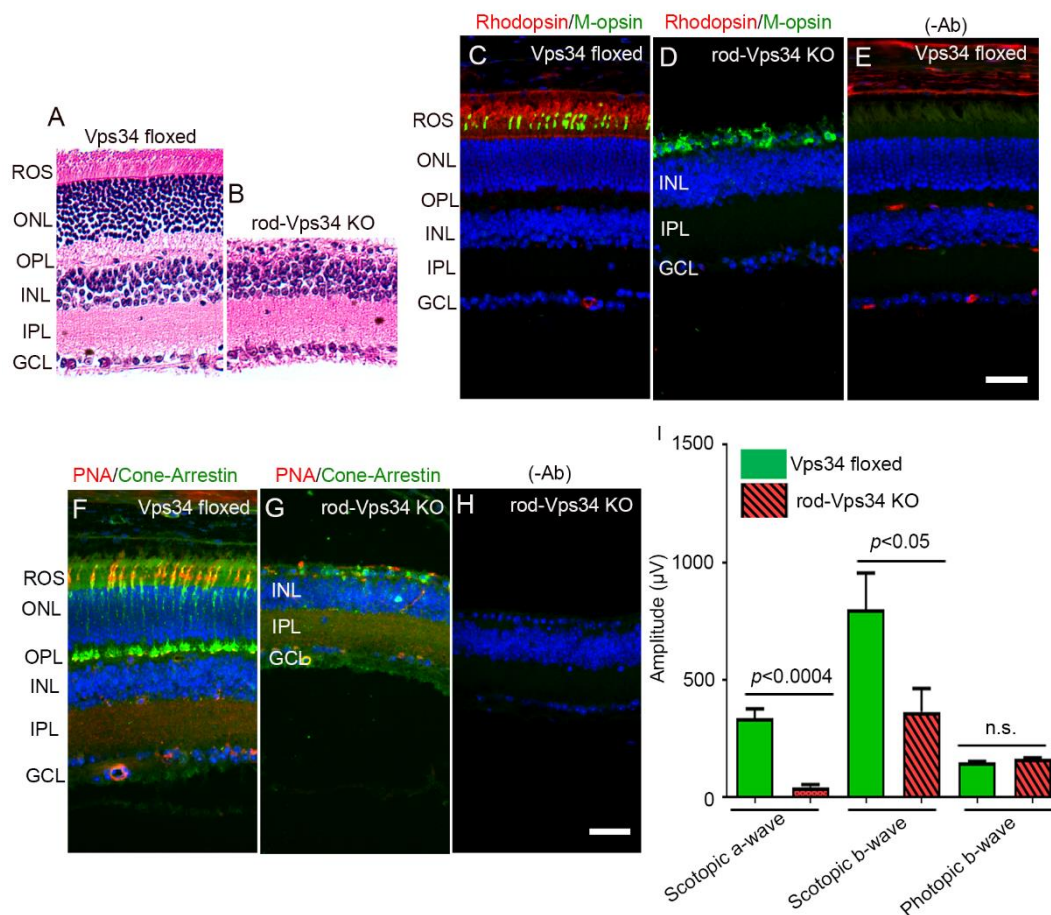 A
Vps34 floxed
ROS
ONL
OPL
INL
IPL
GCL
B
rod-Vps34 KO
Rhodopsin/M-opsin
Rhodopsin/M-opsin
(-Ab)
C
Vps34 floxed
D
rod-Vps34 KO
E
Vps34 floxed
ROS
ONL
OPL
INL
IPL
GCL
INL
IPL
GCL
PNA/Cone-Arrestin
PNA/Cone-Arrestin
(-Ab)
F
Vps34 floxed
G
rod-Vps34 KO
H
rod-Vps34 KO
ROS
ONL
OPL
INL
IPL
GCL
INL
IPL
GCL
I
Vps34 floxed
rod-Vps34 KO
Amplitude (µV)
1500
1000
500
0
p<0.0004
p<0.05
n.s.
Scotopic a-wave
Scotopic b-wave
Photopic b-wave